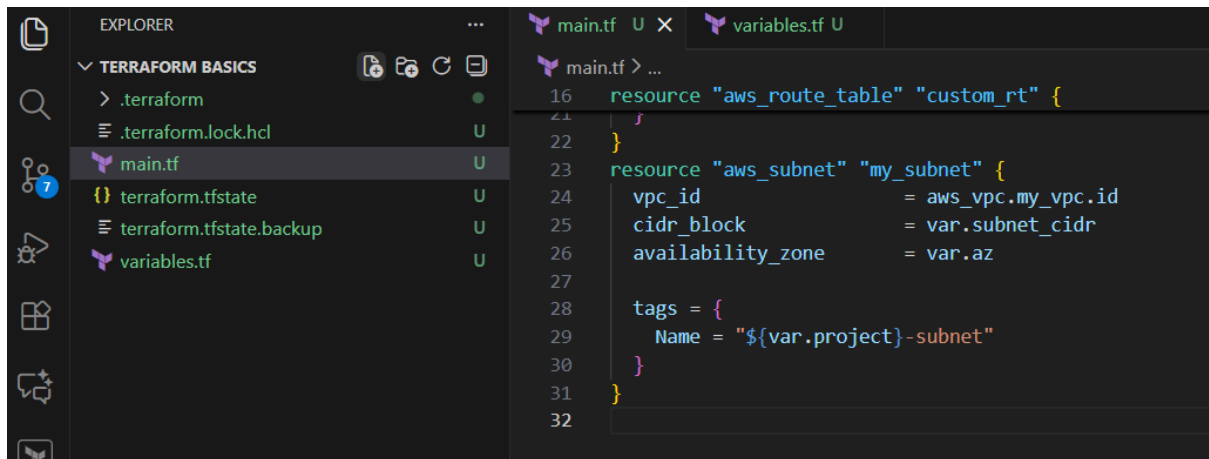 EXPLORER
...
TERRAFORM BASICS
.terraform
.terraform.lock.hcl U
main.tf U
terraform.tfstate U
terraform.tfstate.backup U
variables.tf U
7
main.tf U
variables.tf U
main.tf > ...
16 resource "aws_route_table" "custom_rt" {
21 }
22 }
23 resource "aws_subnet" "my_subnet" {
24 vpc_id = aws_vpc.my_vpc.id
25 cidr_block = var.subnet_cidr
26 availability_zone = var.az
27
28 tags = {
29 Name = "${var.project}-subnet"
30 }
31 }
32